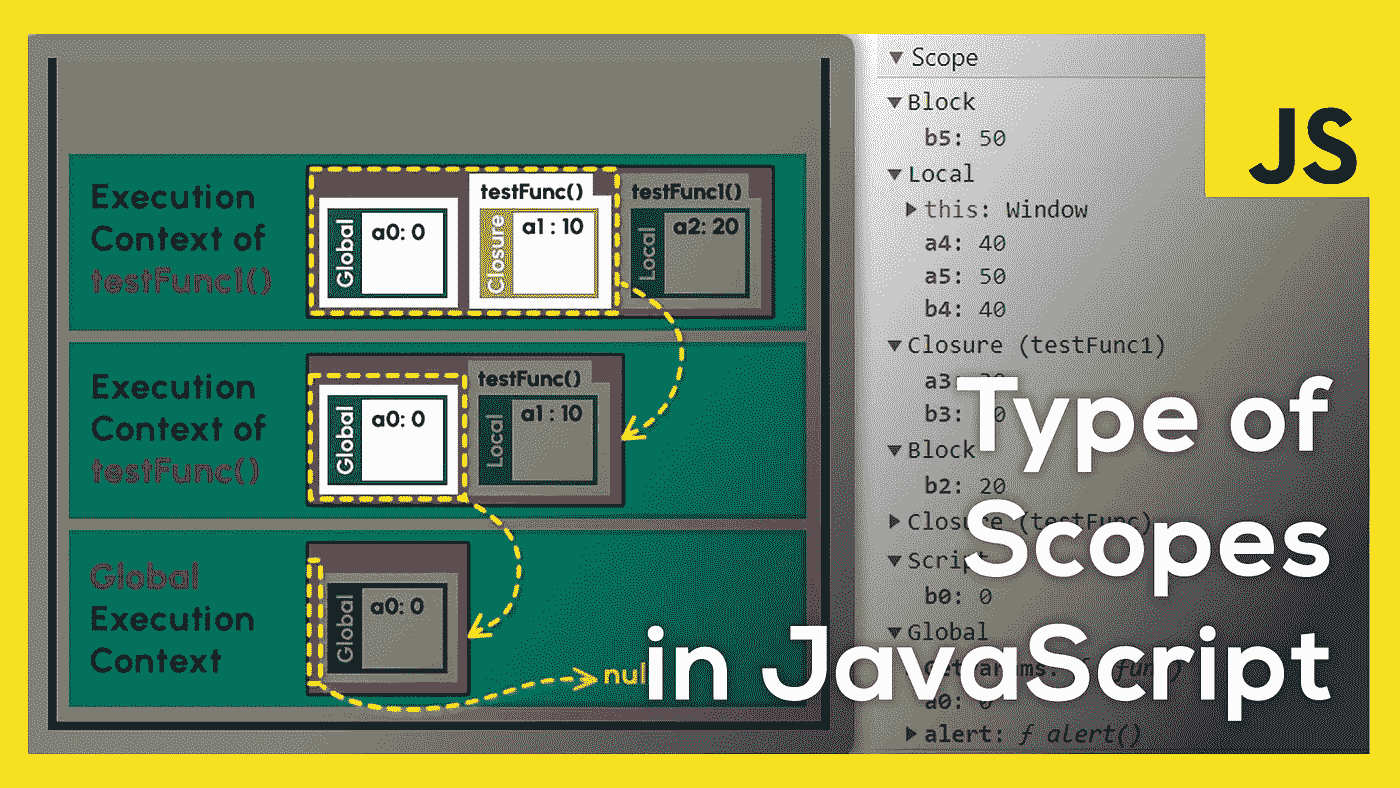 Execution
Context of
testFunc1()
Global
a0: 0
testFunc()
Closure
a1 : 10
testFunc1()
Local
a2: 20
Execution
Context of
testFunc()
Global
a0: 0
testFunc()
Local
a1 : 10
Global
Execution
Context
Global
a0: 0
Scope
Block
b5: 50
Local
this: Window
a4: 40
a5: 50
b4: 40
Closure (testFunc1)
a3:
b3:
Block
b2: 20
Closure (testFunc)
Script
b0: 0
Global
a0: 0
alert: ƒ alert()
JS
Type of
Scopes
in JavaScript